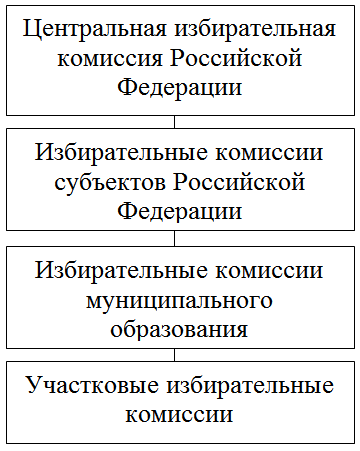 Центральная избирательная
комиссия Российской
Федерации
Избирательные комиссии
субъектов Российской
Федерации
Избирательные комиссии
муниципального
образования
Участковые избирательные
комиссии